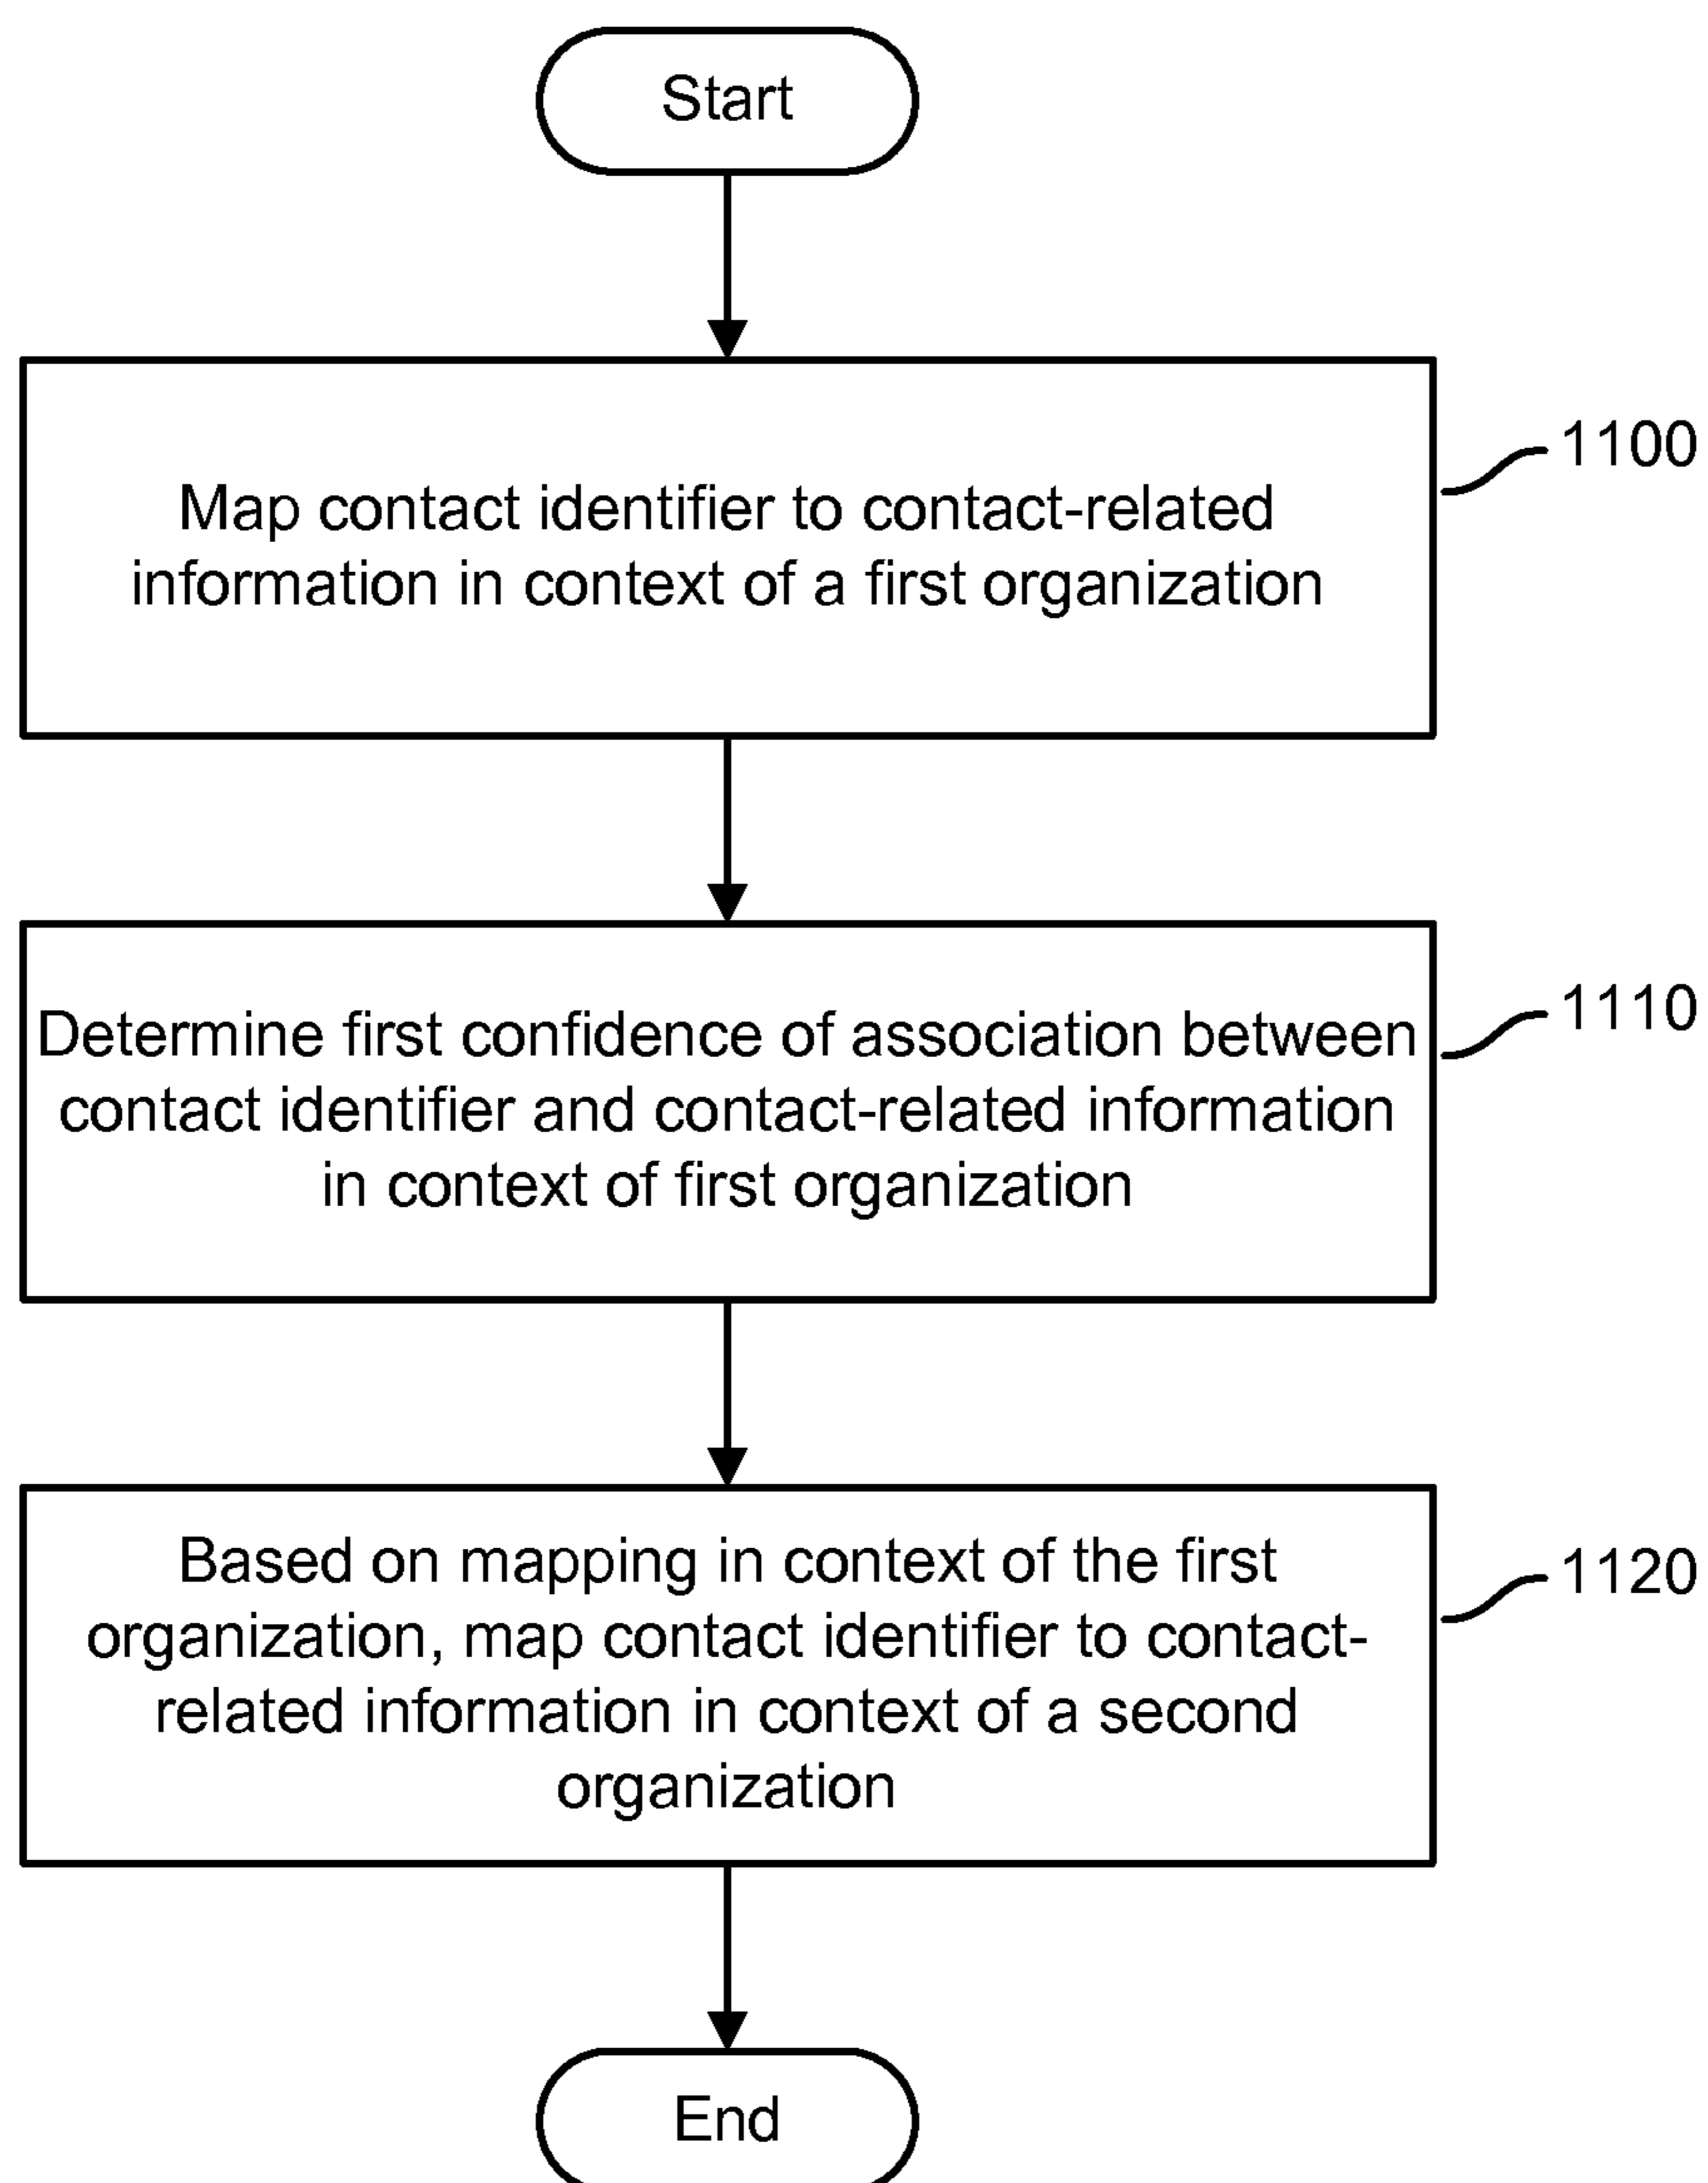 Start
1100
Map contact identifier to contact-related
information in context of a first organization
1110
Determine first confidence of association between
contact identifier and contact-related information
in context of first organization
1120
Based on mapping in context of the first
organization, map contact identifier to contact-
related information in context of a second
organization
End